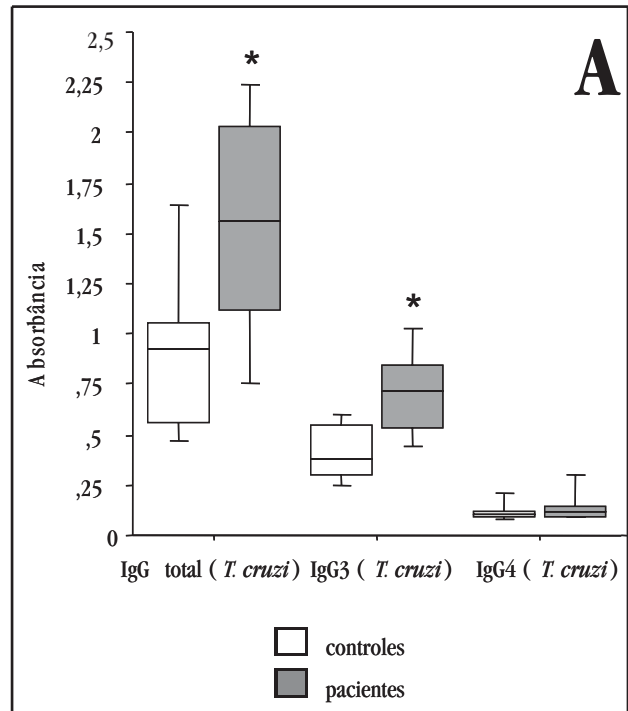 A
*
*
2,5
2,25
2
1,75
1,5
1,25
1
,75
,5
,25
0
Absorbância
IgG total ( T. cruzi ) IgG3 ( T. cruzi ) IgG4 ( T. cruzi )
controles
pacientes